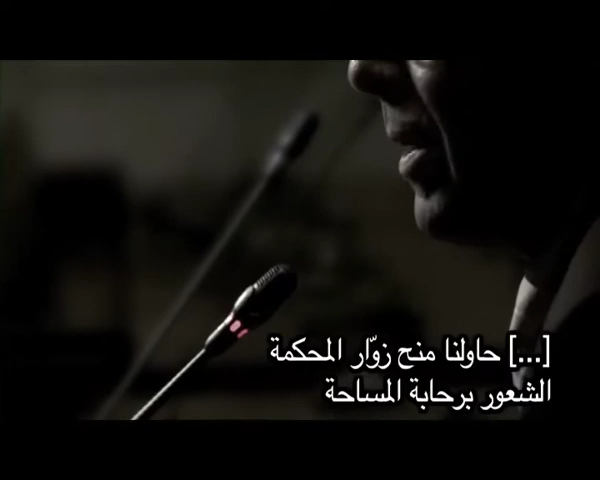 [...] حاولنا منح زوّار المحكمة
الشعور برحابة المساحة